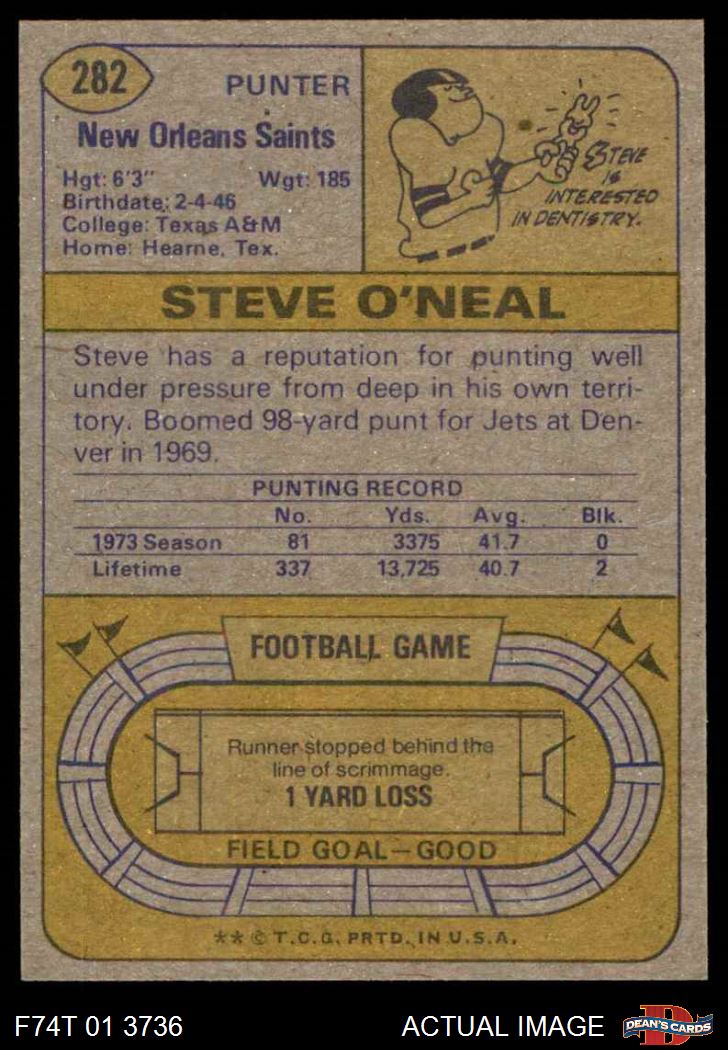 282
PUNTER
New Orleans Saints
Hgt: 6'3" Wgt: 185
Birthdate: 2-4-46
College: Texas A&M
Home: Hearne, Tex.
STEVE
IS
INTERESTED
IN DENTISTRY.
STEVE O'NEAL
Steve has a reputation for punting well
under pressure from deep in his own terri-
tory. Boomed 98-yard punt for Jets at Den-
ver in 1969.
PUNTING RECORD
No. Yds. Avg. Blk.
1973 Season 81 3375 41.7 0
Lifetime 337 13,725 40.7 2
FOOTBALL GAME
Runner stopped behind the
line of scrimmage.
1 YARD LOSS
FIELD GOAL—GOOD
** © T.C.G. PRTD. IN U.S.A.
F74T 01 3736 ACTUAL IMAGE
D
DEAN'S CARDS